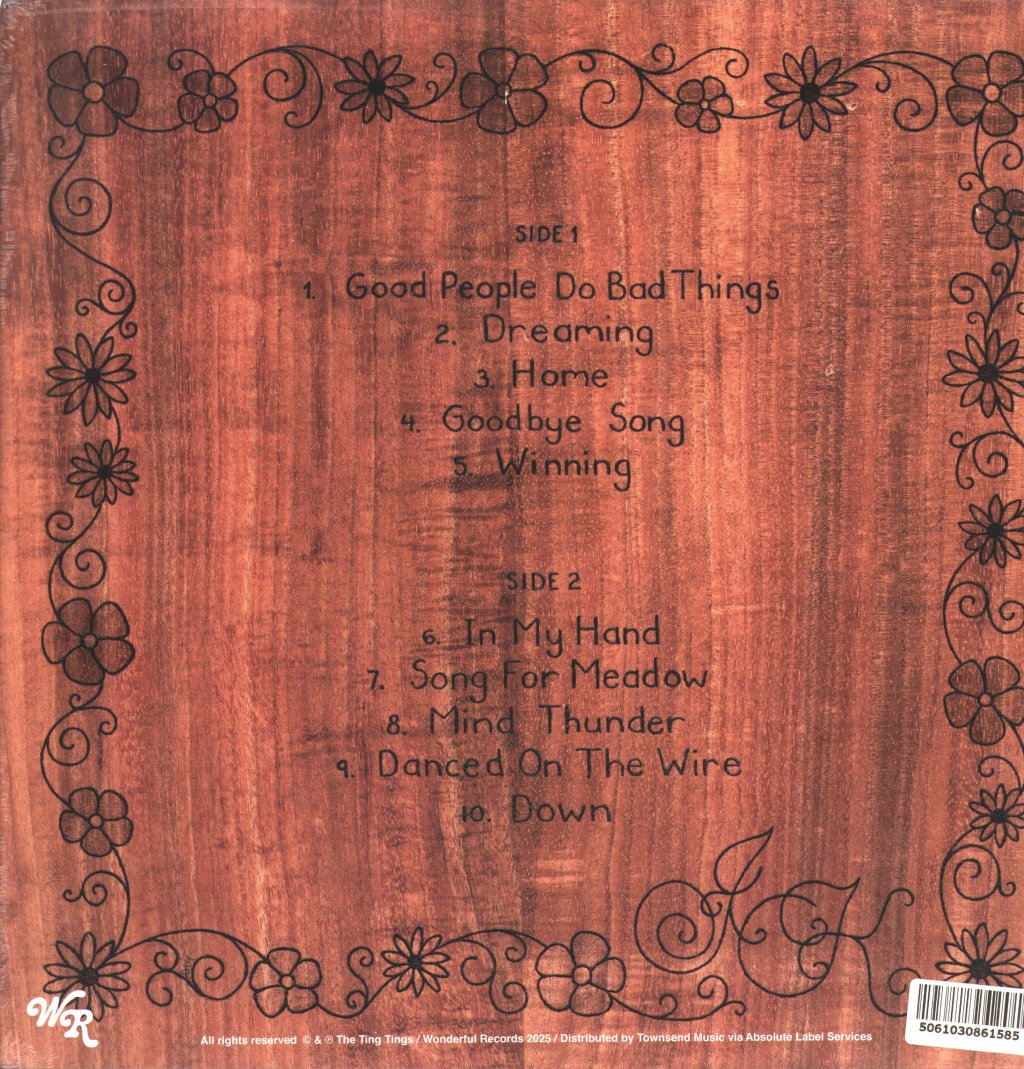 SIDE 1
1. Good People Do Bad Things
2. Dreaming
3. Home
4. Goodbye Song
5. Winning
SIDE 2
6. In My Hand
7. Song For Meadow
8. Mind Thunder
9. Danced On The Wire
10. Down
WR
All rights reserved © & ℗ The Ting Tings / Wonderful Records 2025 / Distributed by Townsend Music via Absolute Label Services
5061030861585